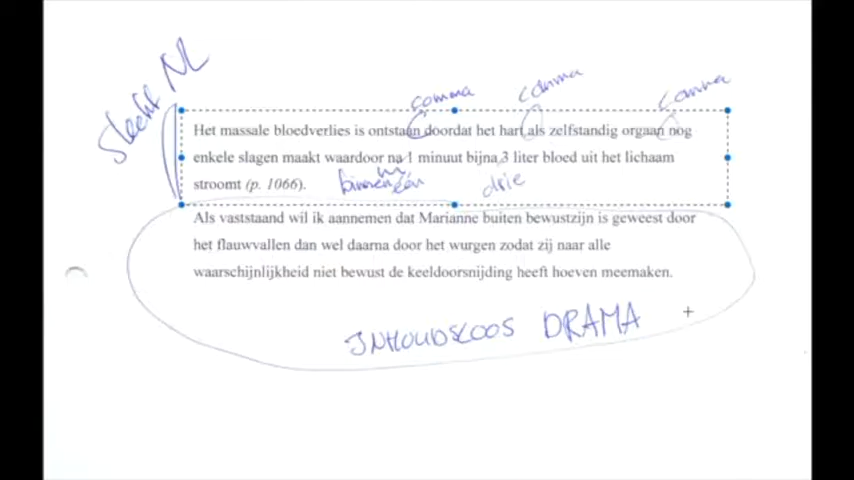 slecht NL
comma comma comma
Het massale bloedverlies is ontstaan doordat het hart als zelfstandig orgaan nog
enkele slagen maakt waardoor na 1 minuut bijna 3 liter bloed uit het lichaam
stroomt (p. 1066). binnen één drie
Als vaststaand wil ik aannemen dat Marianne buiten bewustzijn is geweest door
het flauwvallen dan wel daarna door het wurgen zodat zij naar alle
waarschijnlijkheid niet bewust de keeldoorsnijding heeft hoeven meemaken.
INHOUDSLOOS DRAMA